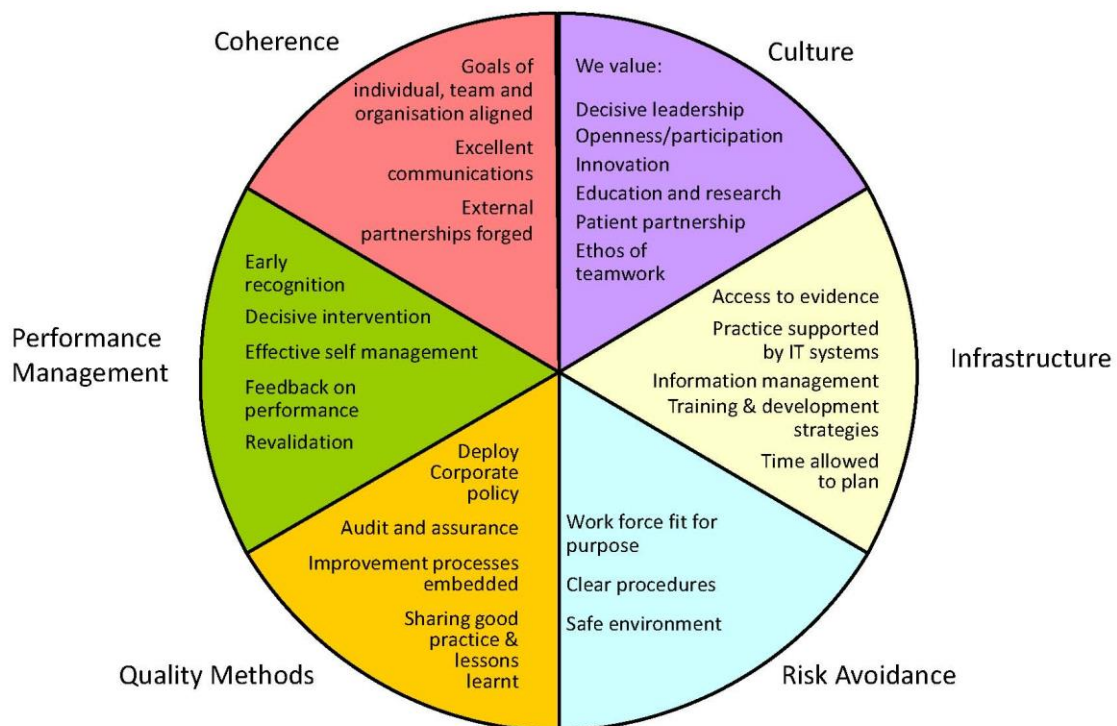 Coherence
Goals of
individual, team and
organisation aligned
Excellent
communications
External
partnerships forged
Culture
We value:
Decisive leadership
Openness/participation
Innovation
Education and research
Patient partnership
Ethos of
teamwork
Infrastructure
Access to evidence
Practice supported
by IT systems
Information management
Training & development
strategies
Time allowed
to plan
Risk Avoidance
Work force fit for
purpose
Clear procedures
Safe environment
Quality Methods
Deploy
Corporate
policy
Audit and assurance
Improvement processes
embedded
Sharing good
practice &
lessons
learnt
Performance
Management
Early
recognition
Decisive intervention
Effective self management
Feedback on
performance
Revalidation